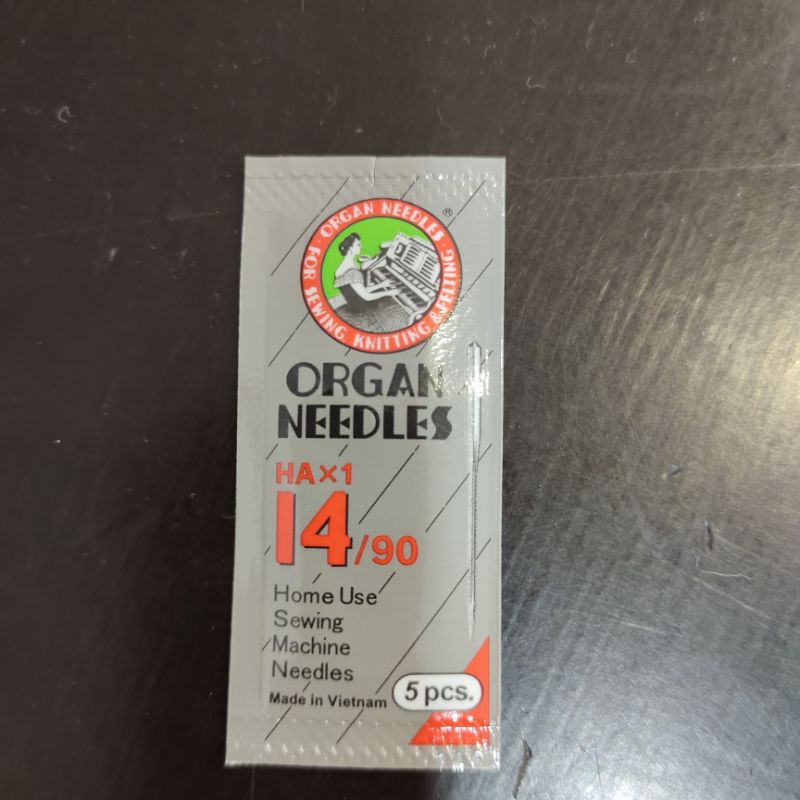 ORGAN NEEDLES ®
· FOR SEWING, KNITTING & FELTING ·
ORGAN
NEEDLES
HA×1
14/90
Home Use
Sewing
Machine
Needles
Made in Vietnam
5 pcs.